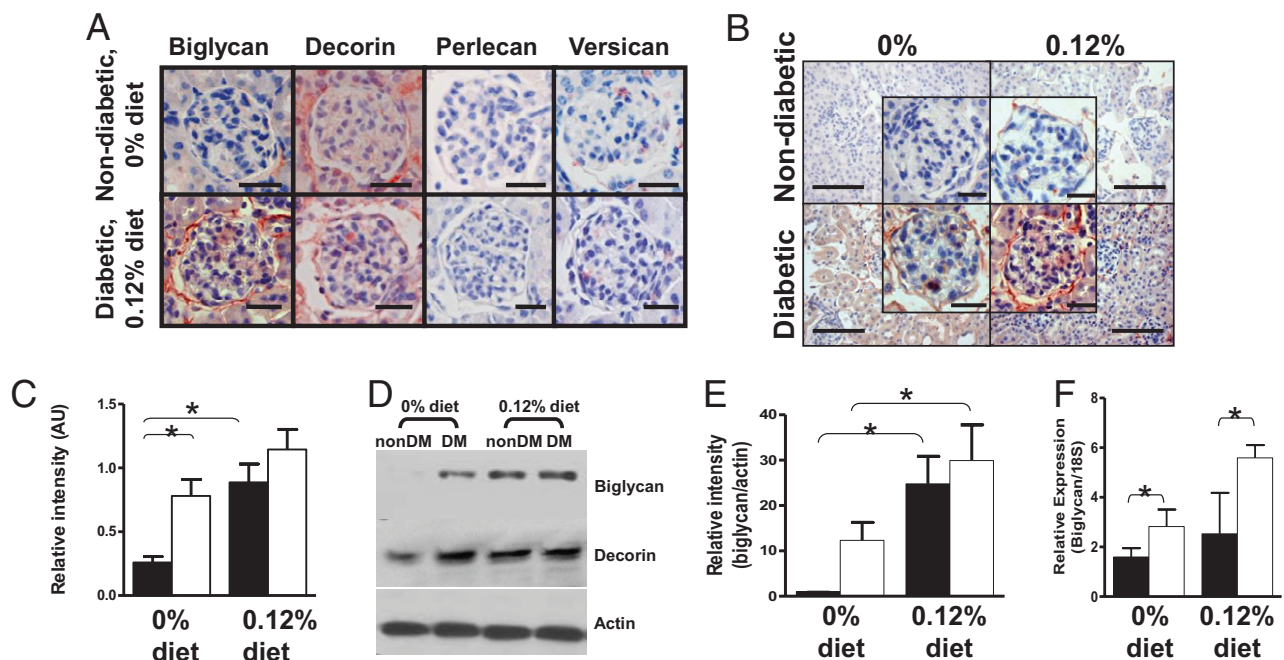 A
Biglycan Decorin Perlecan Versican
Non-diabetic,
0% diet
Diabetic,
0.12% diet
B
0% 0.12%
Non-diabetic
Diabetic
C
Relative intensity (AU)
1.5
1.0
0.5
0.0
*
*
0%
diet
0.12%
diet
D
0% diet 0.12% diet
nonDM DM nonDM DM
Biglycan
Decorin
Actin
E
Relative intensity
(biglycan/actin)
40
30
20
10
0
*
*
0%
diet
0.12%
diet
F
Relative Expression
(Biglycan/18S)
8
6
4
2
0
*
*
0%
diet
0.12%
diet